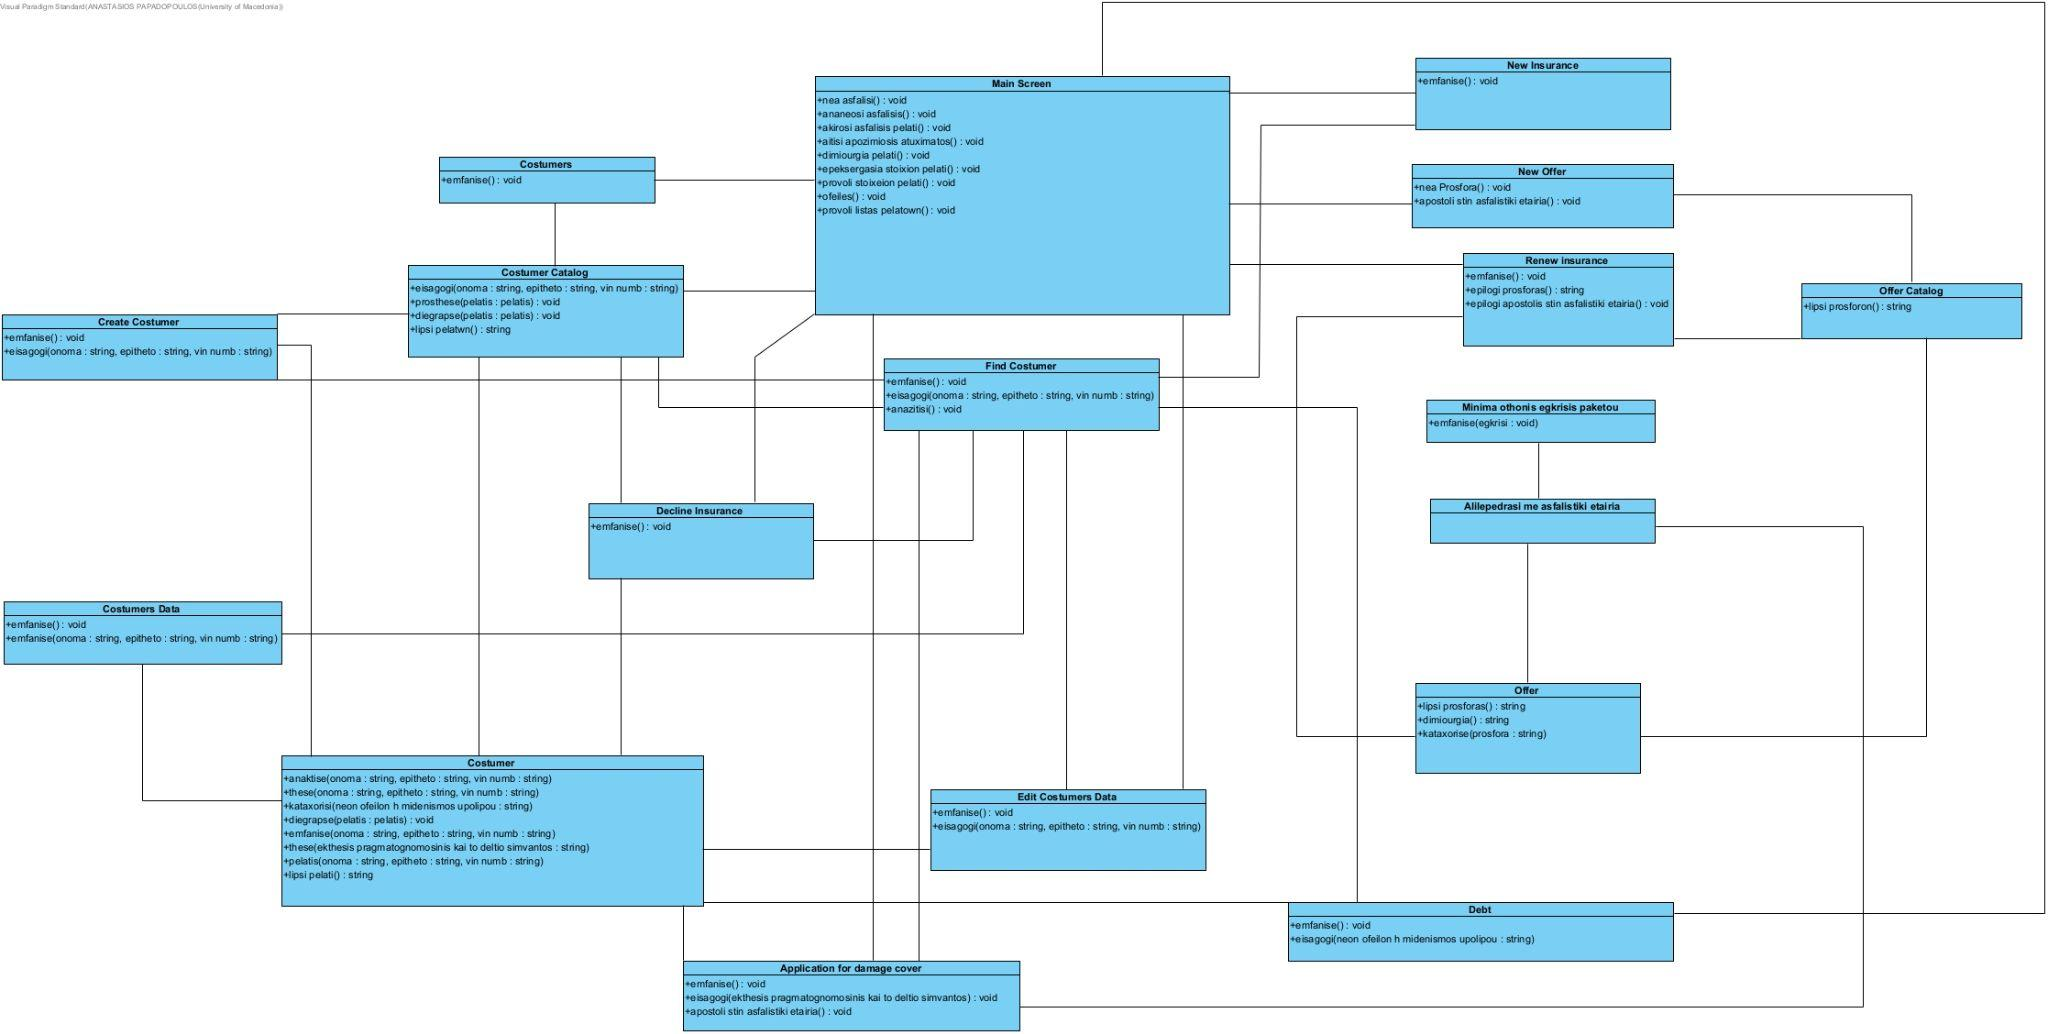 Visual Paradigm Standard(ANASTASIOS PAPADOPOULOS(University of Macedonia))
Main Screen
+nea asfalisi() : void
+ananeosi asfalisis() : void
+akirosi asfalisis pelati() : void
+aitisi apozimiosis atuximatos() : void
+dimiourgia pelati() : void
+epeksergasia stoixion pelati() : void
+provoli stoixeion pelati() : void
+ofeiles() : void
+provoli listas pelatown() : void
New Insurance
+emfanise() : void
Costumers
+emfanise() : void
New Offer
+nea Prosfora() : void
+apostoli stin asfalistiki etairia() : void
Costumer Catalog
+eisagogi(onoma : string, epitheto : string, vin numb : string)
+prosthese(pelatis : pelatis) : void
+diegrapse(pelatis : pelatis) : void
+lipsi pelatwn() : string
Renew insurance
+emfanise() : void
+epilogi prosforas() : string
+epilogi apostolis stin asfalistiki etairia() : void
Offer Catalog
+lipsi prosforon() : string
Create Costumer
+emfanise() : void
+eisagogi(onoma : string, epitheto : string, vin numb : string)
Find Costumer
+emfanise() : void
+eisagogi(onoma : string, epitheto : string, vin numb : string)
+anazitisi() : void
Minima othonis egkrisis paketou
+emfanise(egkrisi : void)
Decline Insurance
+emfanise() : void
Alilepedrasi me asfalistiki etairia
Costumers Data
+emfanise() : void
+emfanise(onoma : string, epitheto : string, vin numb : string)
Offer
+lipsi prosforas() : string
+dimiourgia() : string
+kataxorise(prosfora : string)
Costumer
+anaktise(onoma : string, epitheto : string, vin numb : string)
+these(onoma : string, epitheto : string, vin numb : string)
+kataxorisi(neon ofeilon h midenismos upolipou : string)
+diegrapse(pelatis : pelatis) : void
+emfanise(onoma : string, epitheto : string, vin numb : string)
+these(ekthesis pragmatognomosinis kai to deltio simvantos : string)
+pelatis(onoma : string, epitheto : string, vin numb : string)
+lipsi pelati() : string
Edit Costumers Data
+emfanise() : void
+eisagogi(onoma : string, epitheto : string, vin numb : string)
Debt
+emfanise() : void
+eisagogi(neon ofeilon h midenismos upolipou : string)
Application for damage cover
+emfanise() : void
+eisagogi(ekthesis pragmatognomosinis kai to deltio simvantos) : void
+apostoli stin asfalistiki etairia() : void